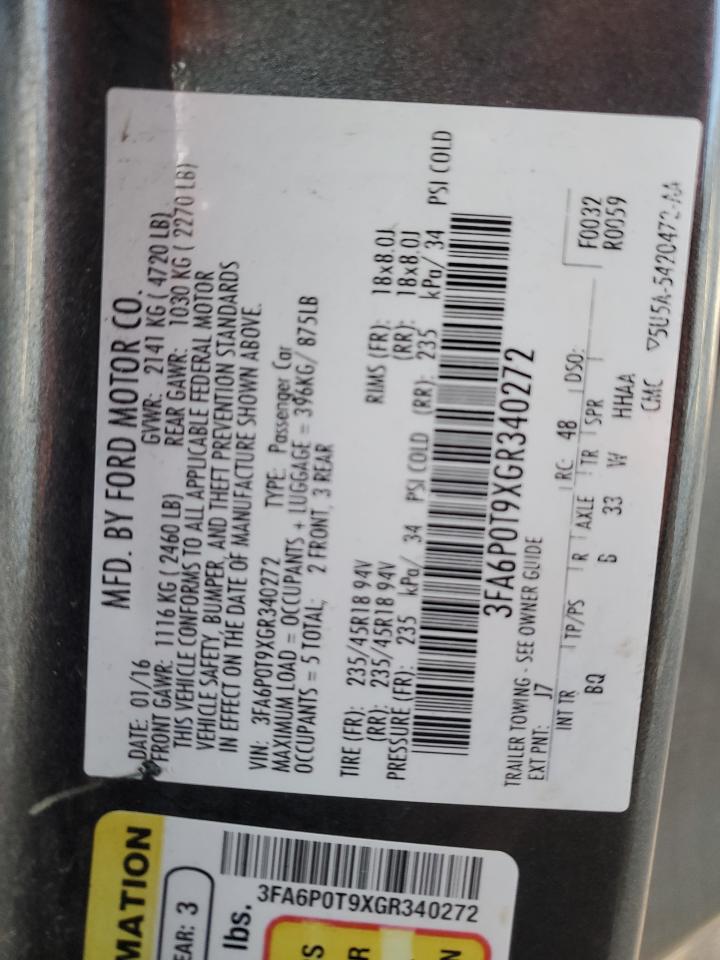 MFD. BY FORD MOTOR CO.
DATE: 01/16 GVWR: 2141 KG ( 4720 LB)
FRONT GAWR: 1116 KG ( 2460 LB) REAR GAWR: 1030 KG ( 2270 LB)
THIS VEHICLE CONFORMS TO ALL APPLICABLE FEDERAL MOTOR
VEHICLE SAFETY, BUMPER, AND THEFT PREVENTION STANDARDS
IN EFFECT ON THE DATE OF MANUFACTURE SHOWN ABOVE.
VIN: 3FA6P0T9XGR340272 TYPE: Passenger Car
MAXIMUM LOAD = OCCUPANTS + LUGGAGE = 396KG/ 875LB
OCCUPANTS = 5 TOTAL: 2 FRONT, 3 REAR
TIRE (FR): 235/45R18 94V RIMS (FR): 18x8.0J
(RR): 235/45R18 94V (RR): 18x8.0J
PRESSURE (FR): 235 kPa/ 34 PSI COLD (RR): 235 kPa/ 34 PSI COLD
3FA6P0T9XGR340272
TRAILER TOWING - SEE OWNER GUIDE
EXT PNT: J7 RC: 48 DSO: F0032
INT TR TP/PS R AXLE TR SPR R0059
BQ B 33 W HHAA
CMC ▽5U5A-5420472-AA
MATION
EAR: 3
lbs.
3FA6P0T9XGR340272
S
R
N